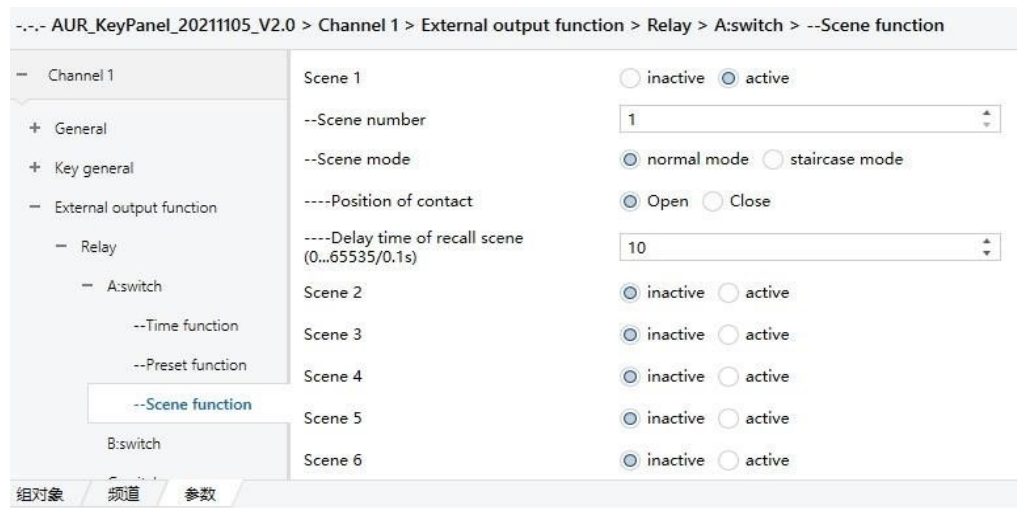 -.-.- AUR_KeyPanel_20211105_V2.0 > Channel 1 > External output function > Relay > A:switch > --Scene function
− Channel 1
+ General
+ Key general
− External output function
− Relay
− A:switch
--Time function
--Preset function
--Scene function
B:switch
Scene 1 inactive active
--Scene number 1
--Scene mode normal mode staircase mode
----Position of contact Open Close
----Delay time of recall scene
(0...65535/0.1s) 10
Scene 2 inactive active
Scene 3 inactive active
Scene 4 inactive active
Scene 5 inactive active
Scene 6 inactive active
组对象 频道 参数